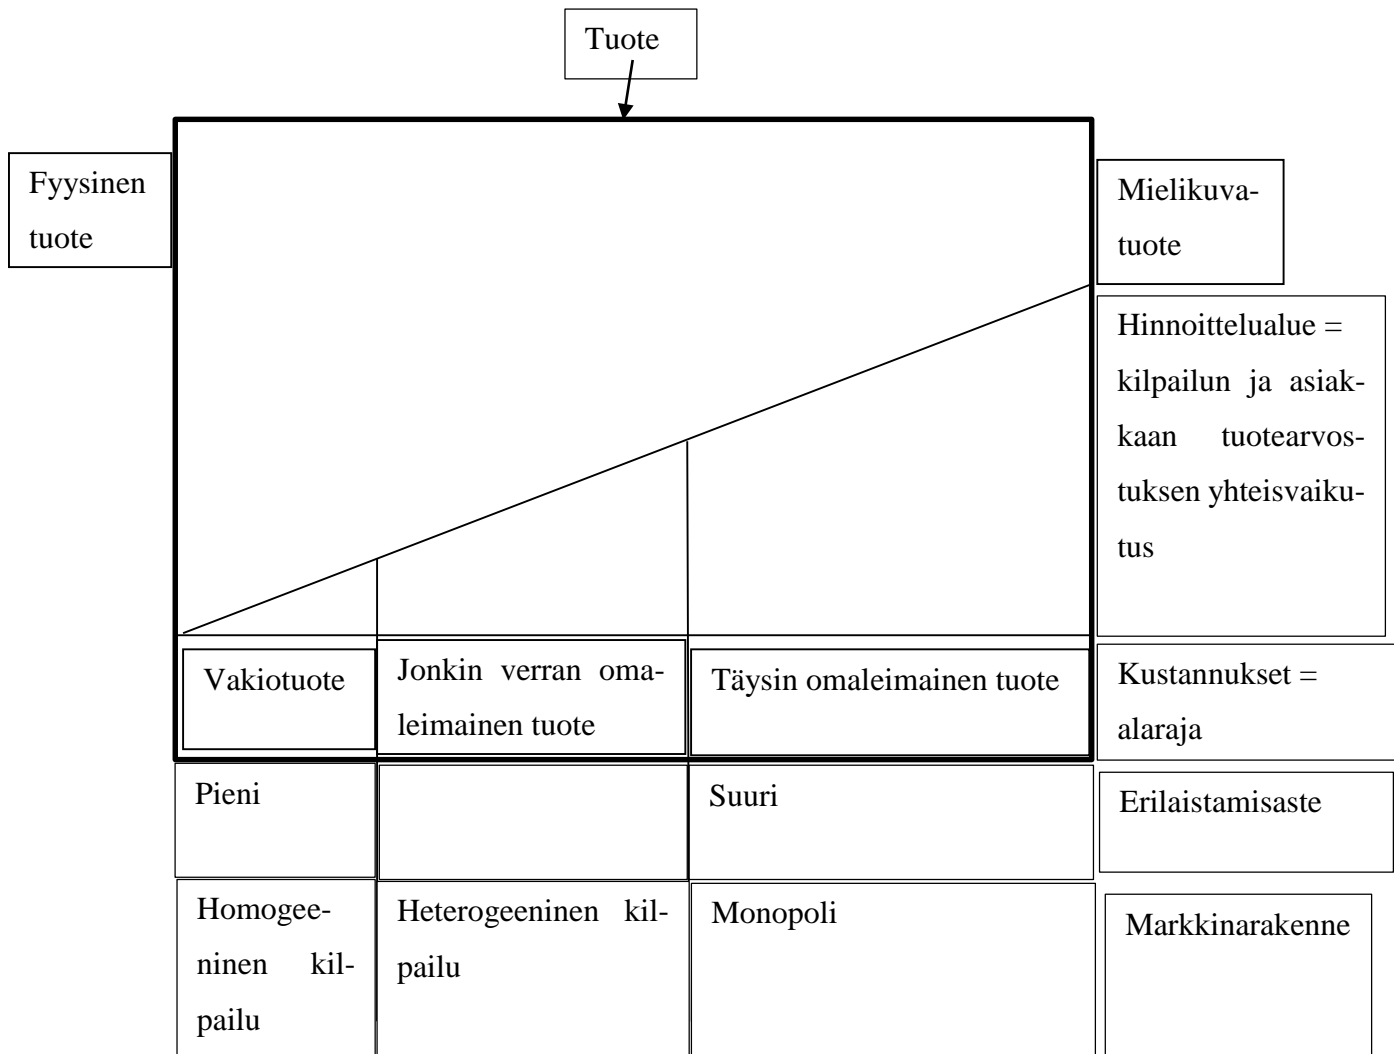 Tuote
Fyysinen
tuote
Mielikuva-
tuote
Hinnoittelualue =
kilpailun ja asiak-
kaan tuotearvos-
tuksen yhteisvaiku-
tus
Vakiotuote
Jonkin verran oma-
leimainen tuote
Täysin omaleimainen tuote
Kustannukset =
alaraja
Pieni
Suuri
Erilaistamisaste
Homogee-
ninen kil-
pailu
Heterogeeninen kil-
pailu
Monopoli
Markkinarakenne